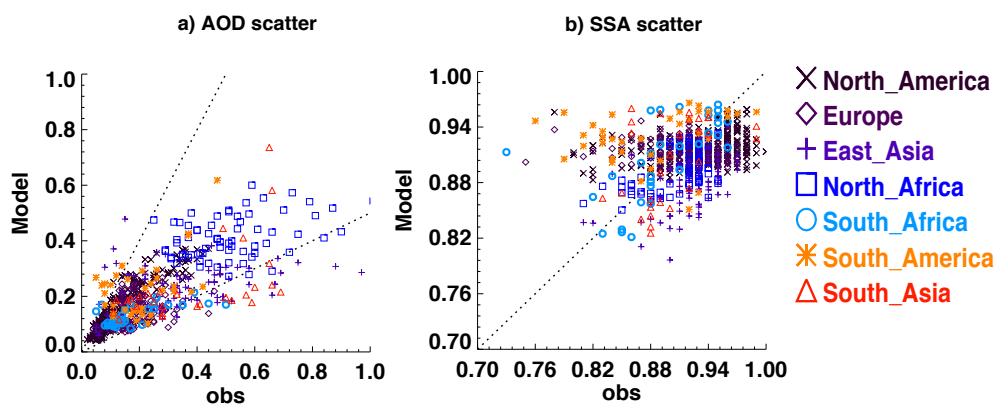 a) AOD scatter
b) SSA scatter
1.0
0.8
0.6
0.4
0.2
0.0
Model
0.0 0.2 0.4 0.6 0.8 1.0
obs
1.00
0.94
0.88
0.82
0.76
0.70
Model
0.70 0.76 0.82 0.88 0.94 1.00
obs
North_America
Europe
East_Asia
North_Africa
South_Africa
South_America
South_Asia